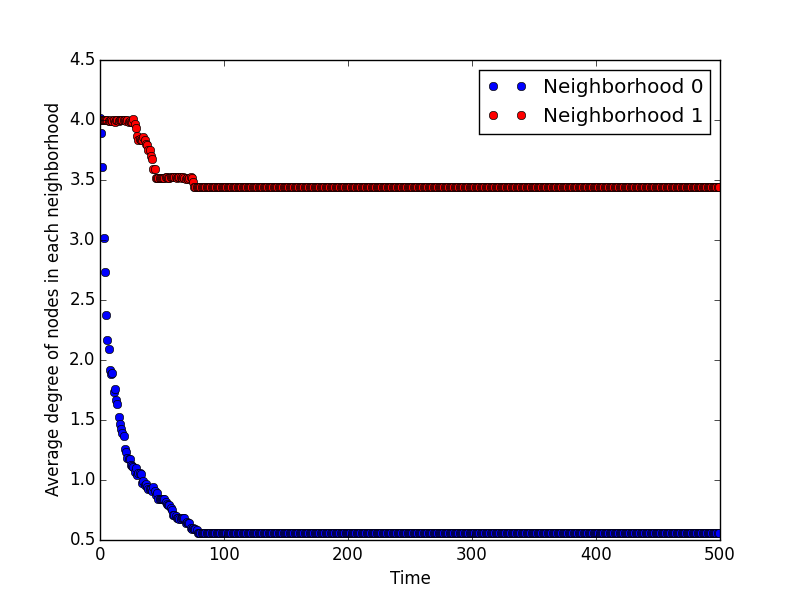 4.5
4.0
3.5
3.0
2.5
2.0
1.5
1.0
0.5
Average degree of nodes in each neighborhood
Neighborhood 0
Neighborhood 1
0 100 200 300 400 500
Time